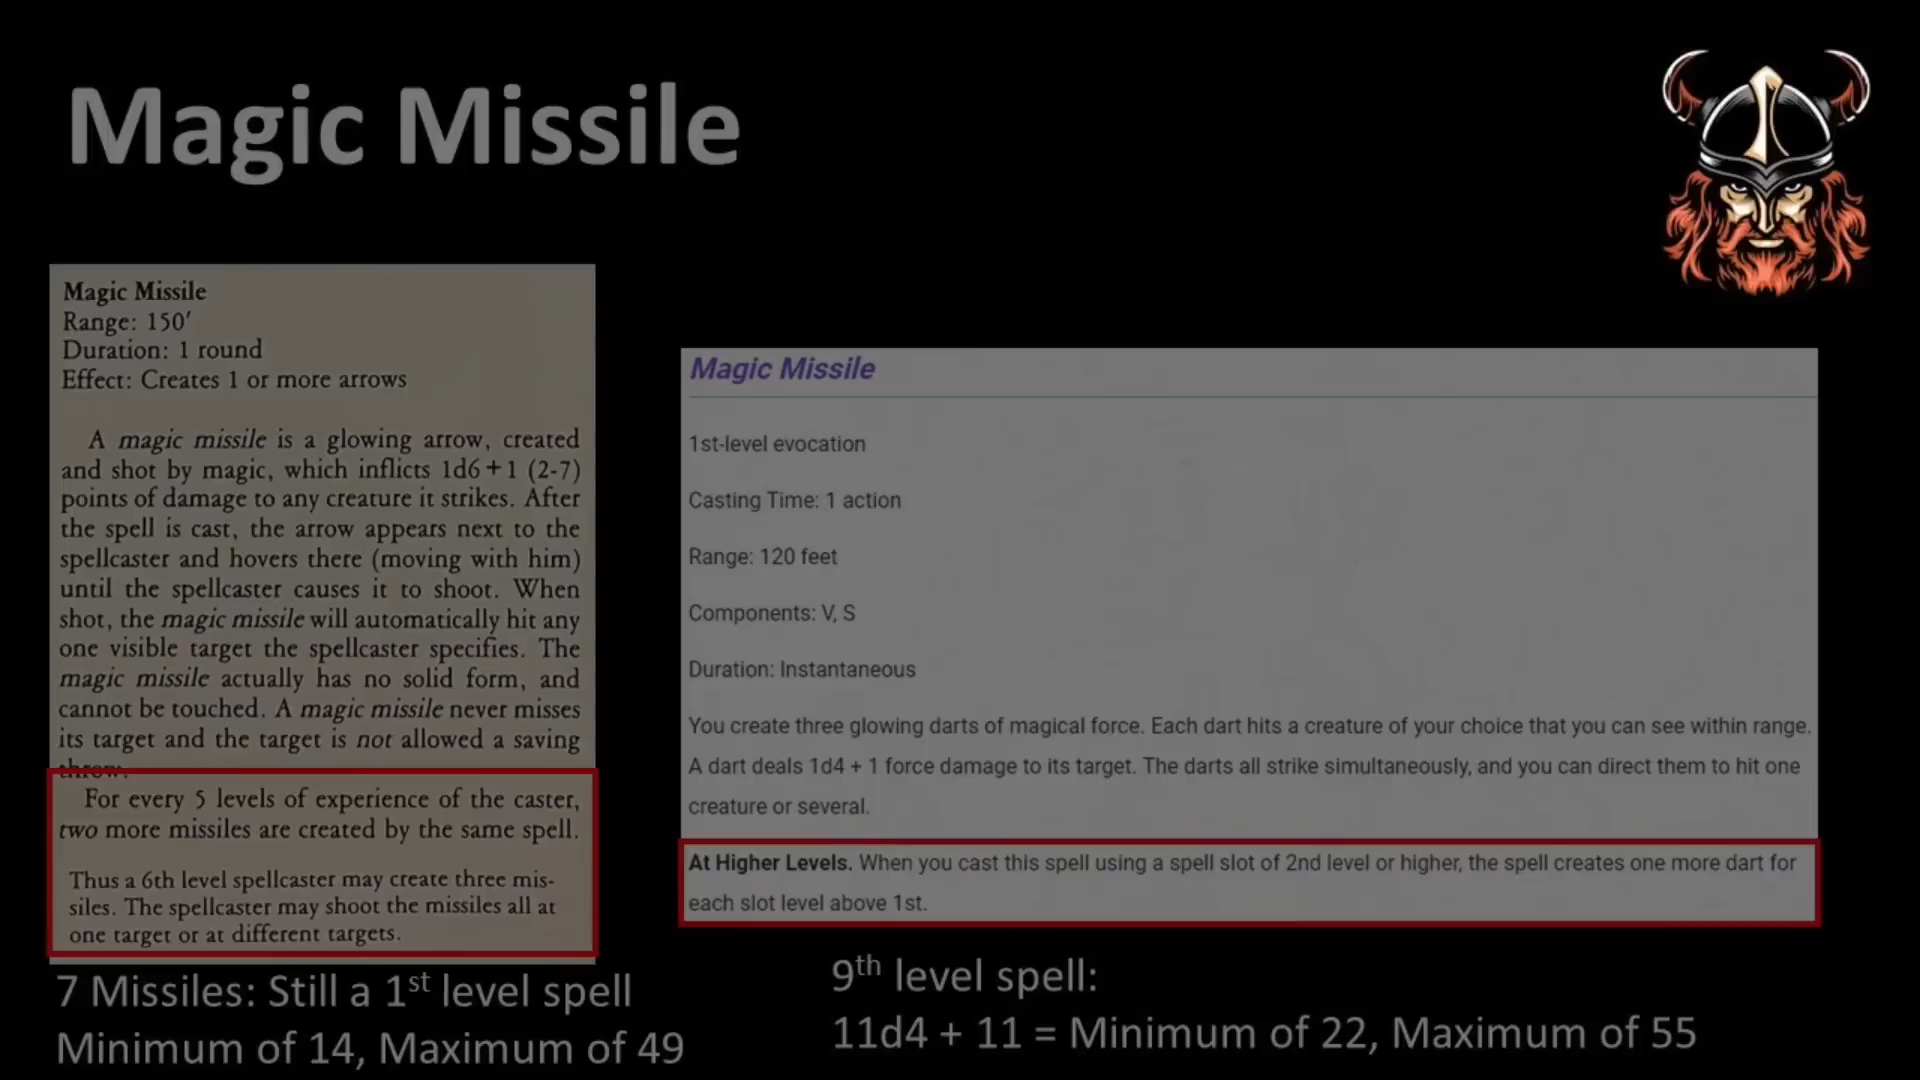 Magic Missile
Magic Missile
Range: 150'
Duration: 1 round
Effect: Creates 1 or more arrows
A magic missile is a glowing arrow, created
and shot by magic, which inflicts 1d6+1 (2-7)
points of damage to any creature it strikes. After
the spell is cast, the arrow appears next to the
spellcaster and hovers there (moving with him)
until the spellcaster causes it to shoot. When
shot, the magic missile will automatically hit any
one visible target the spellcaster specifies. The
magic missile actually has no solid form, and
cannot be touched. A magic missile never misses
its target and the target is not allowed a saving
throw.
For every 5 levels of experience of the caster,
two more missiles are created by the same spell.
Thus a 6th level spellcaster may create three mis-
siles. The spellcaster may shoot the missiles all at
one target or at different targets.
7 Missiles: Still a 1st level spell
Minimum of 14, Maximum of 49
Magic Missile
1st-level evocation
Casting Time: 1 action
Range: 120 feet
Components: V, S
Duration: Instantaneous
You create three glowing darts of magical force. Each dart hits a creature of your choice that you can see within range.
A dart deals 1d4 + 1 force damage to its target. The darts all strike simultaneously, and you can direct them to hit one
creature or several.
At Higher Levels. When you cast this spell using a spell slot of 2nd level or higher, the spell creates one more dart for
each slot level above 1st.
9th level spell:
11d4 + 11 = Minimum of 22, Maximum of 55